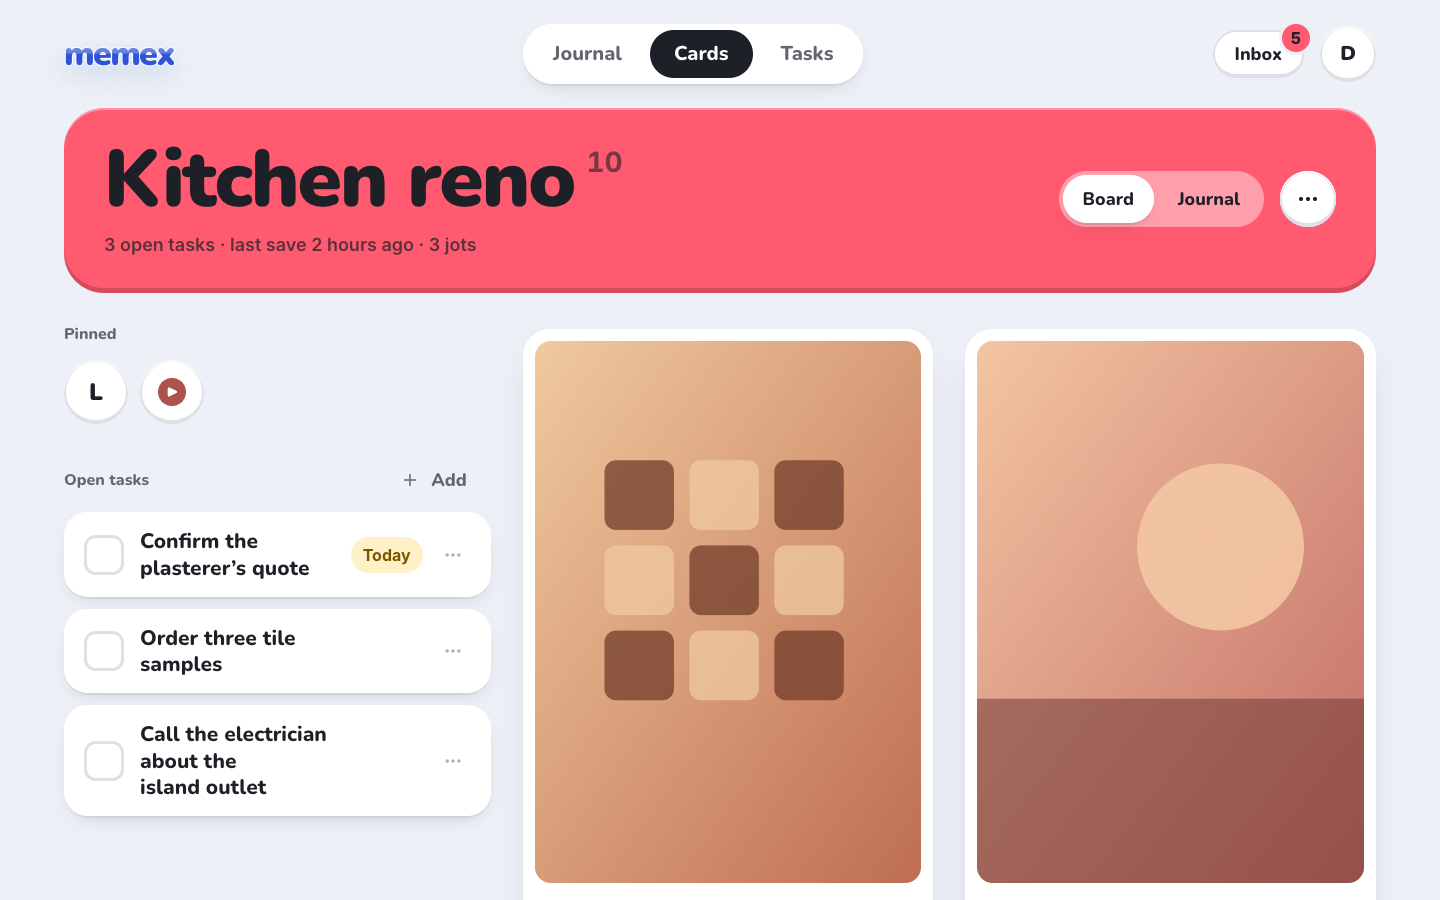 memex
Journal
Cards
Tasks
Inbox
5
D
Kitchen reno 10
3 open tasks · last save 2 hours ago · 3 jots
Board
Journal
Pinned
L
Open tasks
Add
Confirm the
plasterer’s quote
Today
Order three tile
samples
Call the electrician
about the
island outlet